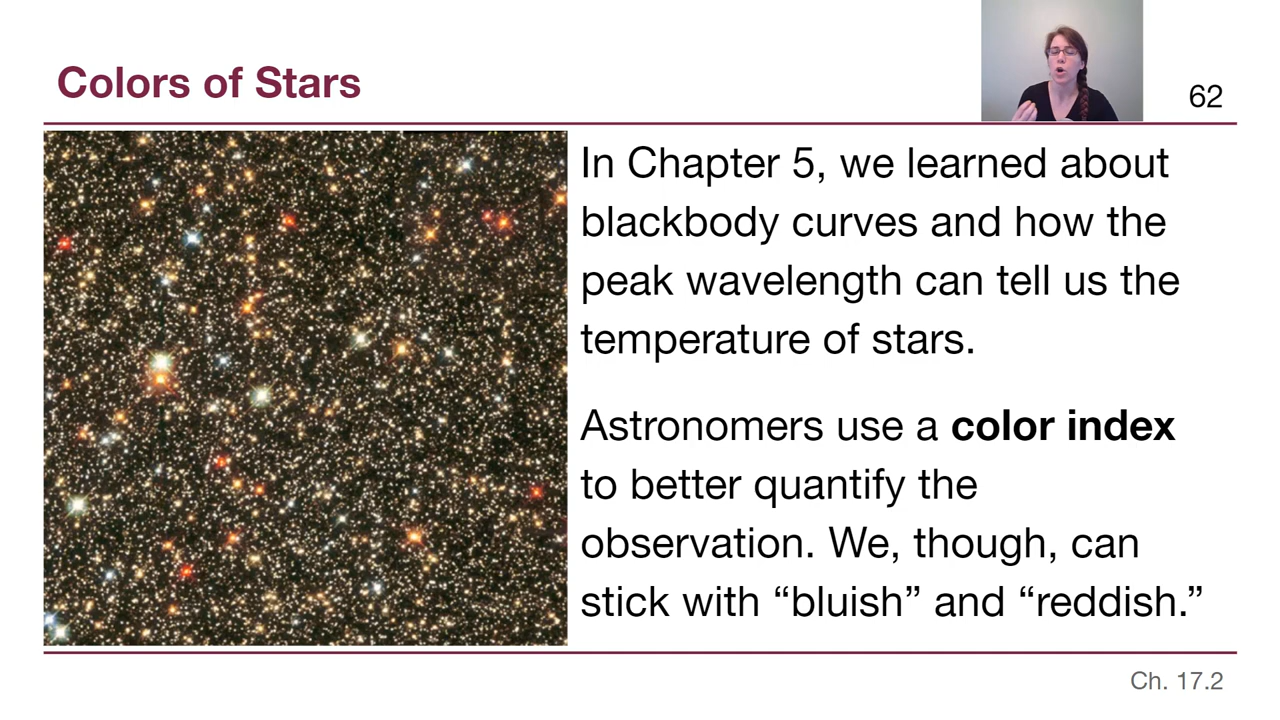 Colors of Stars
62
In Chapter 5, we learned about
blackbody curves and how the
peak wavelength can tell us the
temperature of stars.
Astronomers use a color index
to better quantify the
observation. We, though, can
stick with “bluish” and “reddish.”
Ch. 17.2